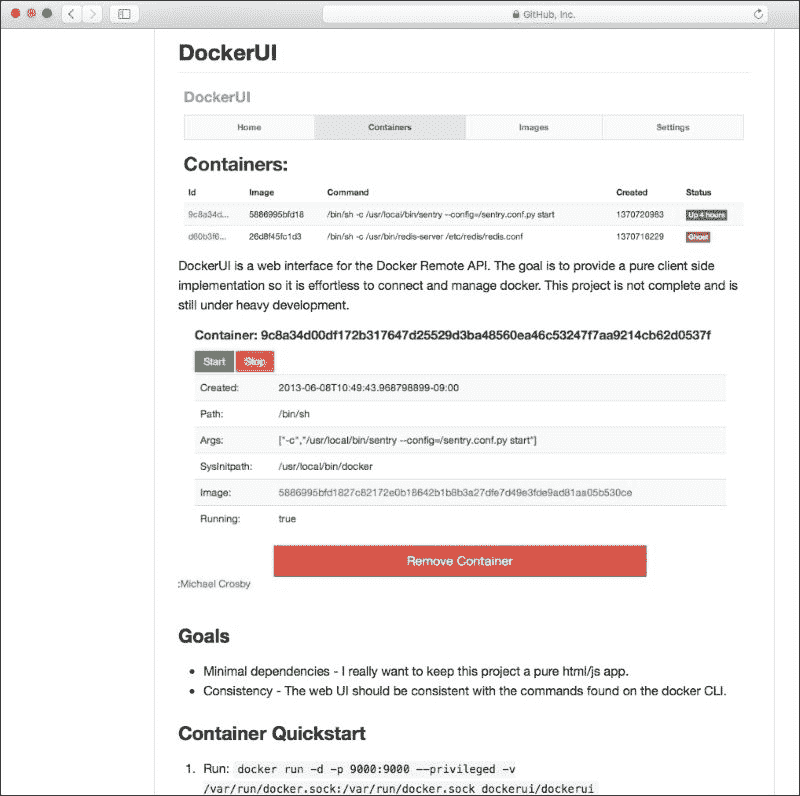 GitHub, Inc.
DockerUI
DockerUI
Home Containers Images Settings
Containers:
Id Image Command Created Status
9c8a34d... 5886995bfd18 /bin/sh -c /usr/local/bin/sentry --config=/sentry.conf.py start 1370720983 Up 4 hours
d60b3f6... 26d8f45fc1d3 /bin/sh -c /usr/bin/redis-server /etc/redis/redis.conf 1370716229 Ghost
DockerUI is a web interface for the Docker Remote API. The goal is to provide a pure client side
implementation so it is effortless to connect and manage docker. This project is not complete and is
still under heavy development.
Container: 9c8a34d00df172b317647d25529d3ba48560ea46c53247f7aa9214cb62d0537f
Start Stop
Created: 2013-06-08T10:49:43.968798899-09:00
Path: /bin/sh
Args: ["-c","/usr/local/bin/sentry --config=/sentry.conf.py start"]
SysInitpath: /usr/local/bin/docker
Image: 5886995bfd1827c82172e0b18642b1b8b3a27dfe7d49e3fde9ad81aa05b530ce
Running: true
Remove Container
:Michael Crosby
Goals
• Minimal dependencies - I really want to keep this project a pure html/js app.
• Consistency - The web UI should be consistent with the commands found on the docker CLI.
Container Quickstart
1. Run: docker run -d -p 9000:9000 --privileged -v
/var/run/docker.sock:/var/run/docker.sock dockerui/dockerui